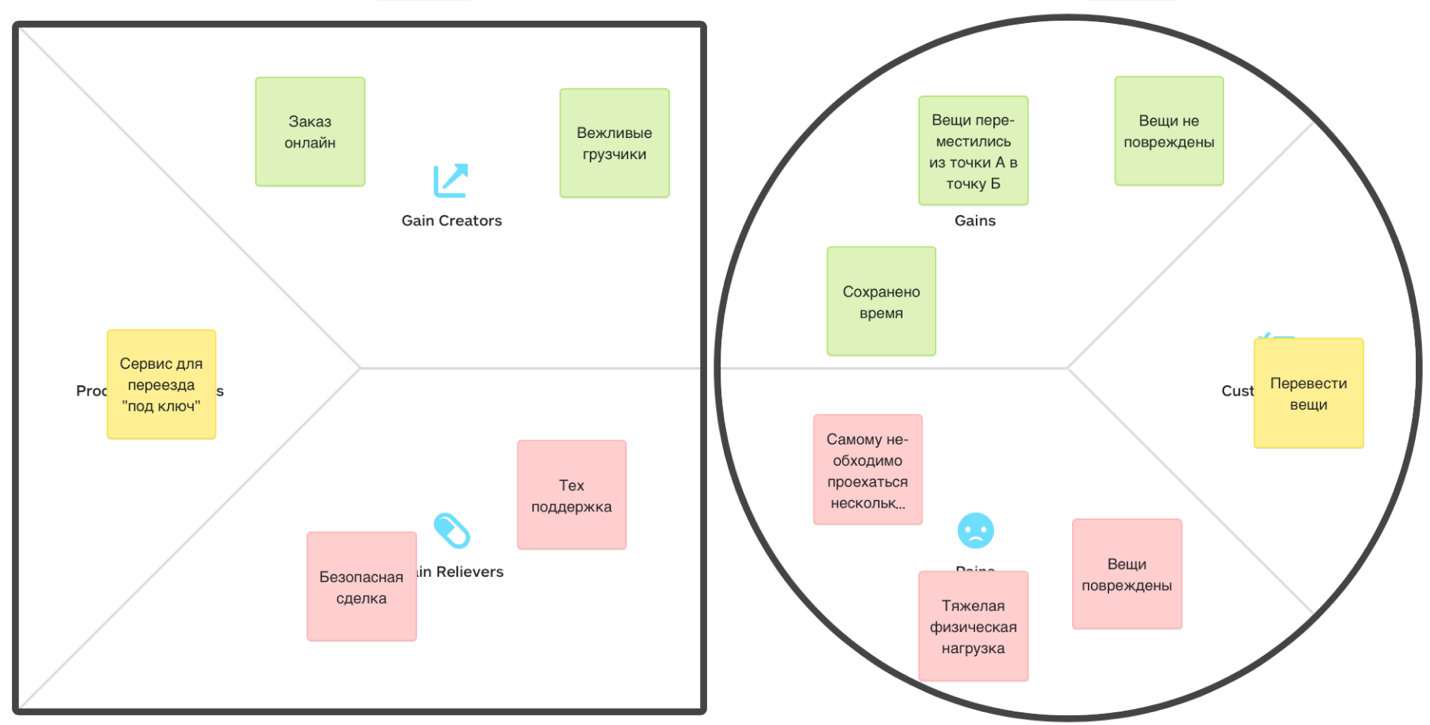 Заказ
онлайн
Вежливые
грузчики
Gain Creators
Сервис для
переезда
"под ключ"
Тех
поддержка
Безопасная
сделка
Relievers
Вещи пере-
местились
из точки А в
точку Б
Вещи не
повреждены
Gains
Сохранено
время
Перевести
вещи
Самому не-
обходимо
проехаться
нескольк...
Вещи
повреждены
Тяжелая
физическая
нагрузка